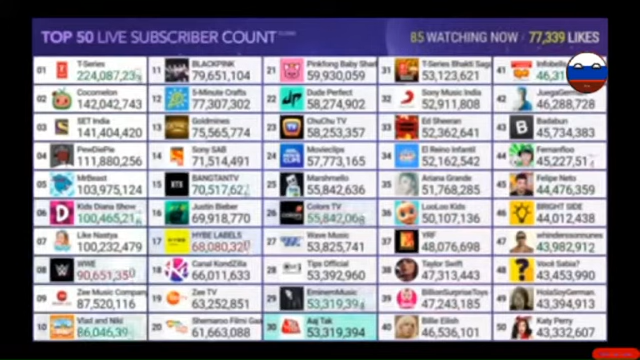 TOP 50 LIVE SUBSCRIBER COUNT
85 WATCHING NOW / 77,339 LIKES
01 T-Series
224,087,23
02 Cocomelon
142,042,743
03 SET India
141,404,420
04 PewDiePie
111,880,256
05 MrBeast
103,975,124
06 Kids Diana Show
100,465,21
07 Like Nastya
100,232,479
08 WWE
90,651,35
09 Zee Music Company
87,520,116
10 Vlad and Niki
86,046,39
11 BLACKPINK
79,651,104
12 5-Minute Crafts
77,307,302
13 Goldmines
75,565,774
14 Sony SAB
71,514,491
15 BANGTANTV
70,517,62
16 Justin Bieber
69,918,770
17 HYBE LABELS
68,080,32
18 Canal KondZilla
66,011,633
19 Zee TV
63,252,851
20 Shemaroo Filmi Gaa
61,663,088
21 Pinkfong Baby Shar
59,930,059
22 Dude Perfect
58,274,902
23 ChuChu TV
58,253,357
24 Movieclips
57,773,165
25 Marshmello
55,842,636
26 Colors TV
55,842,06
27 Wave Music
53,825,741
28 Tips Official
53,392,960
29 EminemMusic
53,319,394
30 Aaj Tak
53,319,394
31 T-Series Bhakti Saga
53,123,621
32 Sony Music India
52,911,808
33 Ed Sheeran
52,362,641
34 El Reino Infantil
52,162,542
35 Ariana Grande
51,768,285
36 LooLoo Kids
50,107,136
37 YRF
48,076,698
38 Taylor Swift
47,313,443
39 BillionSurpriseToys
47,243,185
40 Billie Eilish
46,536,101
41 Infobells
46,31
42 JuegaGerman
46,288,728
43 Badabun
45,734,383
44 Fernanfloo
45,227,51
45 Felipe Neto
44,476,359
46 BRIGHT SIDE
44,012,438
47 whinderssonnunes
43,982,912
48 Você Sabia?
43,453,990
49 HolaSoyGerman.
43,394,913
50 Katy Perry
43,332,607